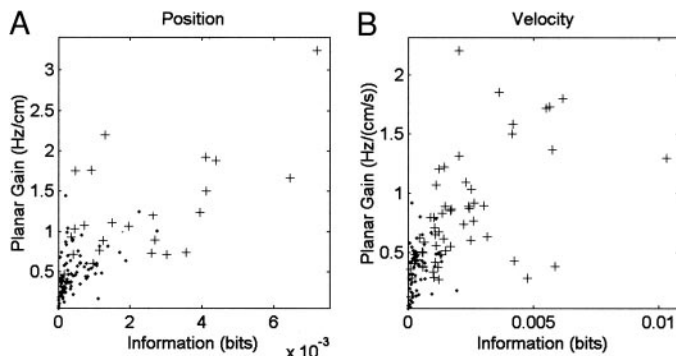 A
Position
Planar Gain (Hz/cm)
3
2.5
2
1.5
1
0.5
0
2
4
6
Information (bits)
x 10⁻³
B
Velocity
Planar Gain (Hz/(cm/s))
2
1.5
1
0.5
0
0.005
0.01
Information (bits)